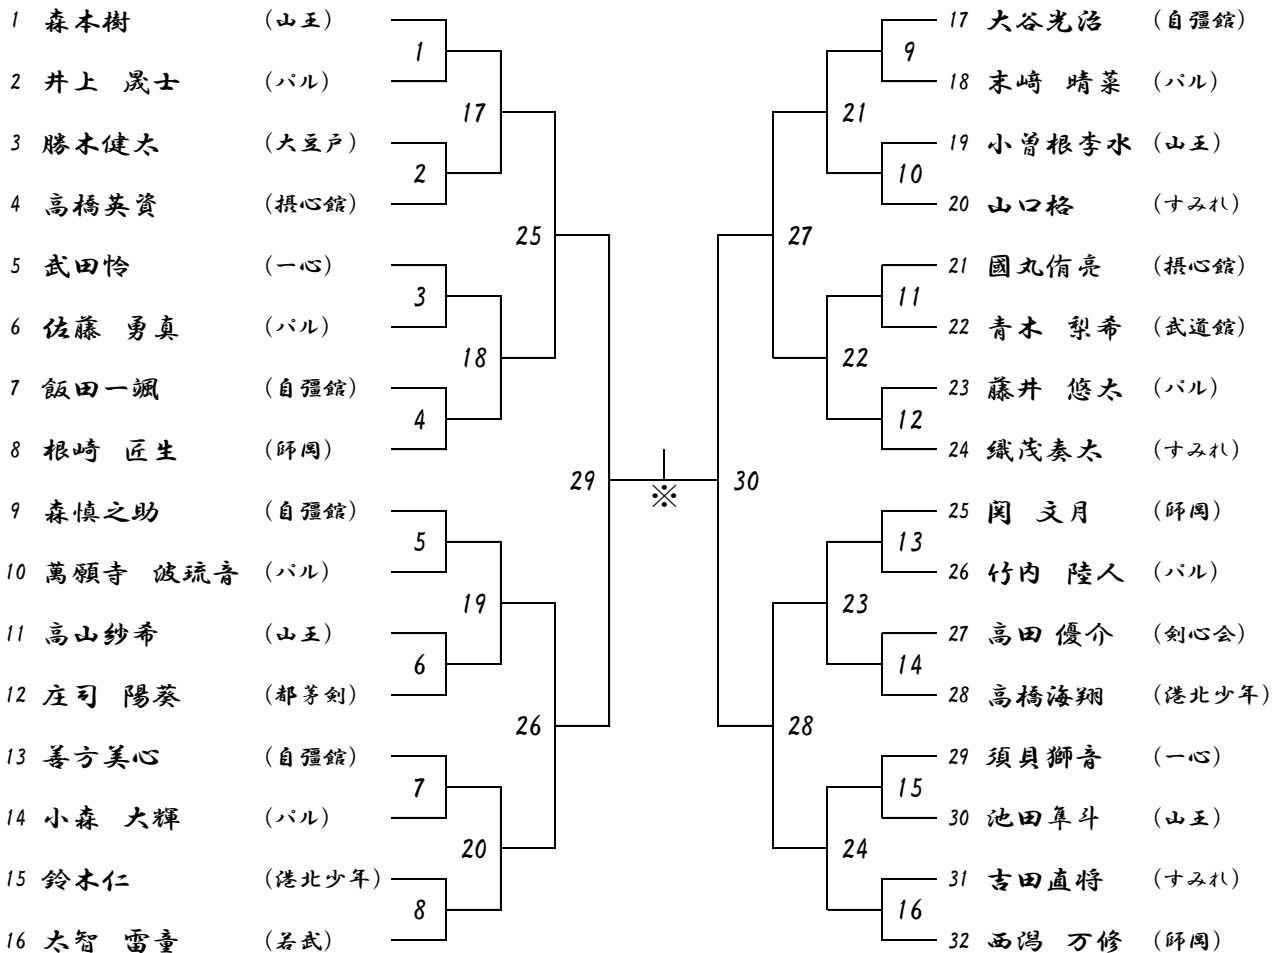 1 森本樹 (山王)
2 井上 晟士 (パル)
3 勝木健太 (大豆戸)
4 高橋英資 (摂心館)
5 武田怜 (一心)
6 佐藤 勇真 (パル)
7 飯田一颯 (自彊館)
8 根崎 匠生 (師岡)
9 森慎之助 (自彊館)
10 萬願寺 波琉音 (パル)
11 高山紗希 (山王)
12 庄司 陽葵 (都筑剣)
13 善方美心 (自彊館)
14 小森 大輝 (パル)
15 鈴木仁 (港北少年)
16 大智 雷童 (若武)
1
2
3
4
5
6
7
8
17
18
19
20
25
26
29
※
30
27
28
21
22
23
24
9
10
11
12
13
14
15
16
17 大谷光治 (自彊館)
18 末﨑 晴菜 (パル)
19 小曽根李水 (山王)
20 山口格 (すみれ)
21 國丸侑亮 (摂心館)
22 青木 梨希 (武道館)
23 藤井 悠太 (パル)
24 織茂奏太 (すみれ)
25 関 文月 (師岡)
26 竹内 陸人 (パル)
27 高田 優介 (剣心会)
28 高橋海翔 (港北少年)
29 須貝獅音 (一心)
30 池田隼斗 (山王)
31 吉田直将 (すみれ)
32 西潟 万修 (師岡)